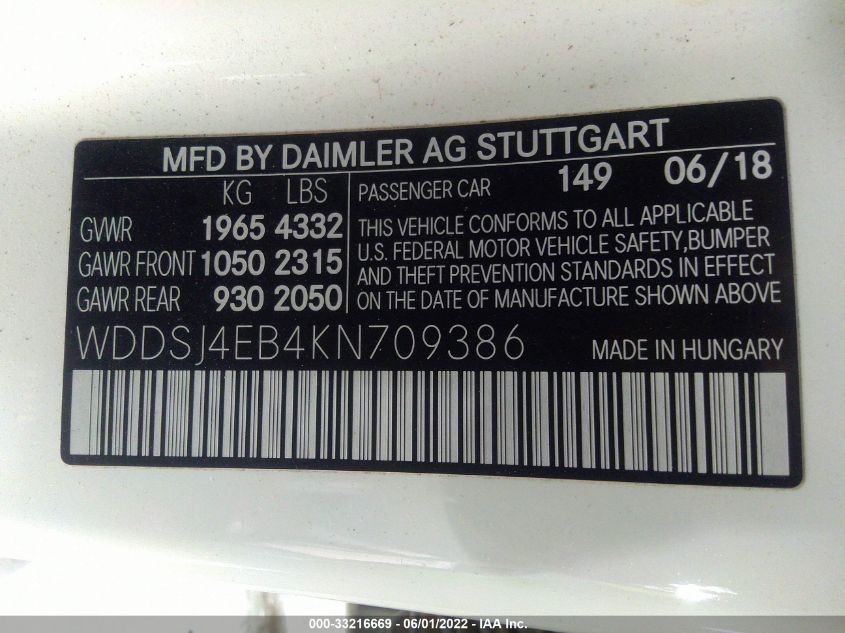 MFD BY DAIMLER AG STUTTGART
KG LBS
GVWR 1965 4332
GAWR FRONT 1050 2315
GAWR REAR 930 2050
PASSENGER CAR 149 06/18
THIS VEHICLE CONFORMS TO ALL APPLICABLE
U.S. FEDERAL MOTOR VEHICLE SAFETY,BUMPER
AND THEFT PREVENTION STANDARDS IN EFFECT
ON THE DATE OF MANUFACTURE SHOWN ABOVE
WDDSJ4EB4KN709386 MADE IN HUNGARY
000-33216669 - 06/01/2022 - IAA Inc.